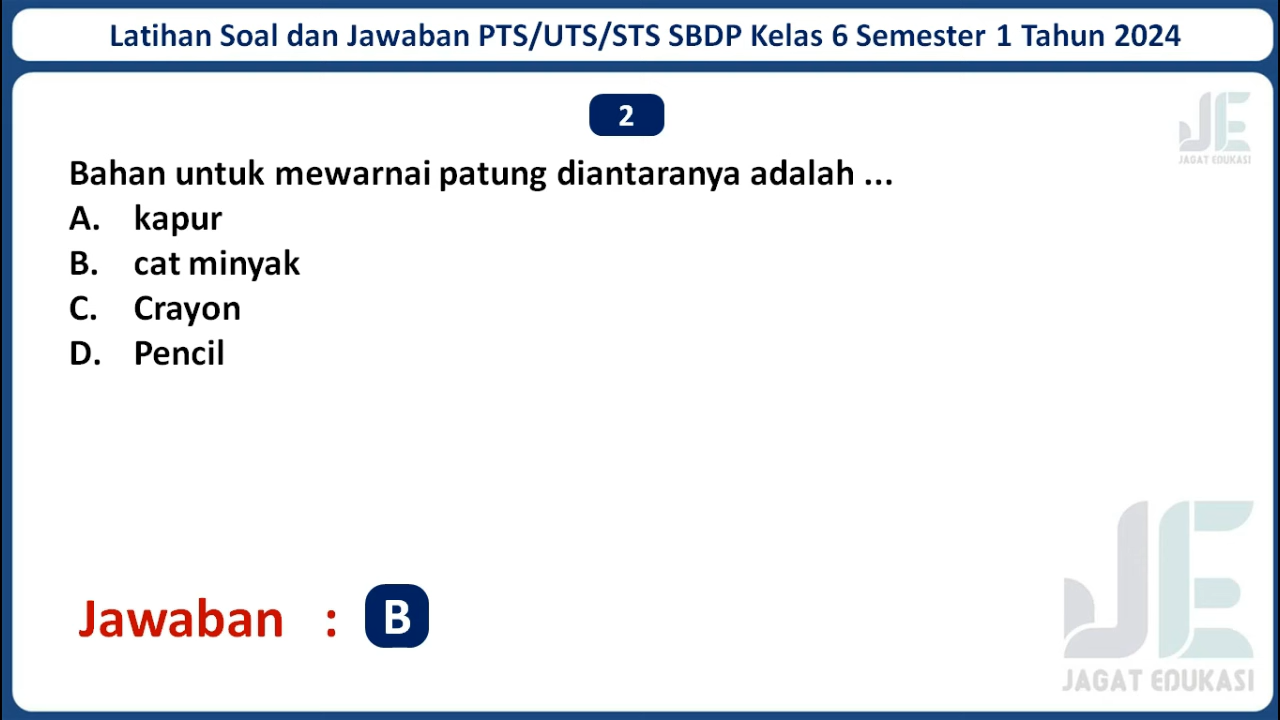 Latihan Soal dan Jawaban PTS/UTS/STS SBDP Kelas 6 Semester 1 Tahun 2024
2
JE
JAGAT EDUKASI
Bahan untuk mewarnai patung diantaranya adalah ...
A. kapur
B. cat minyak
C. Crayon
D. Pencil
Jawaban : B
JE
JAGAT EDUKASI